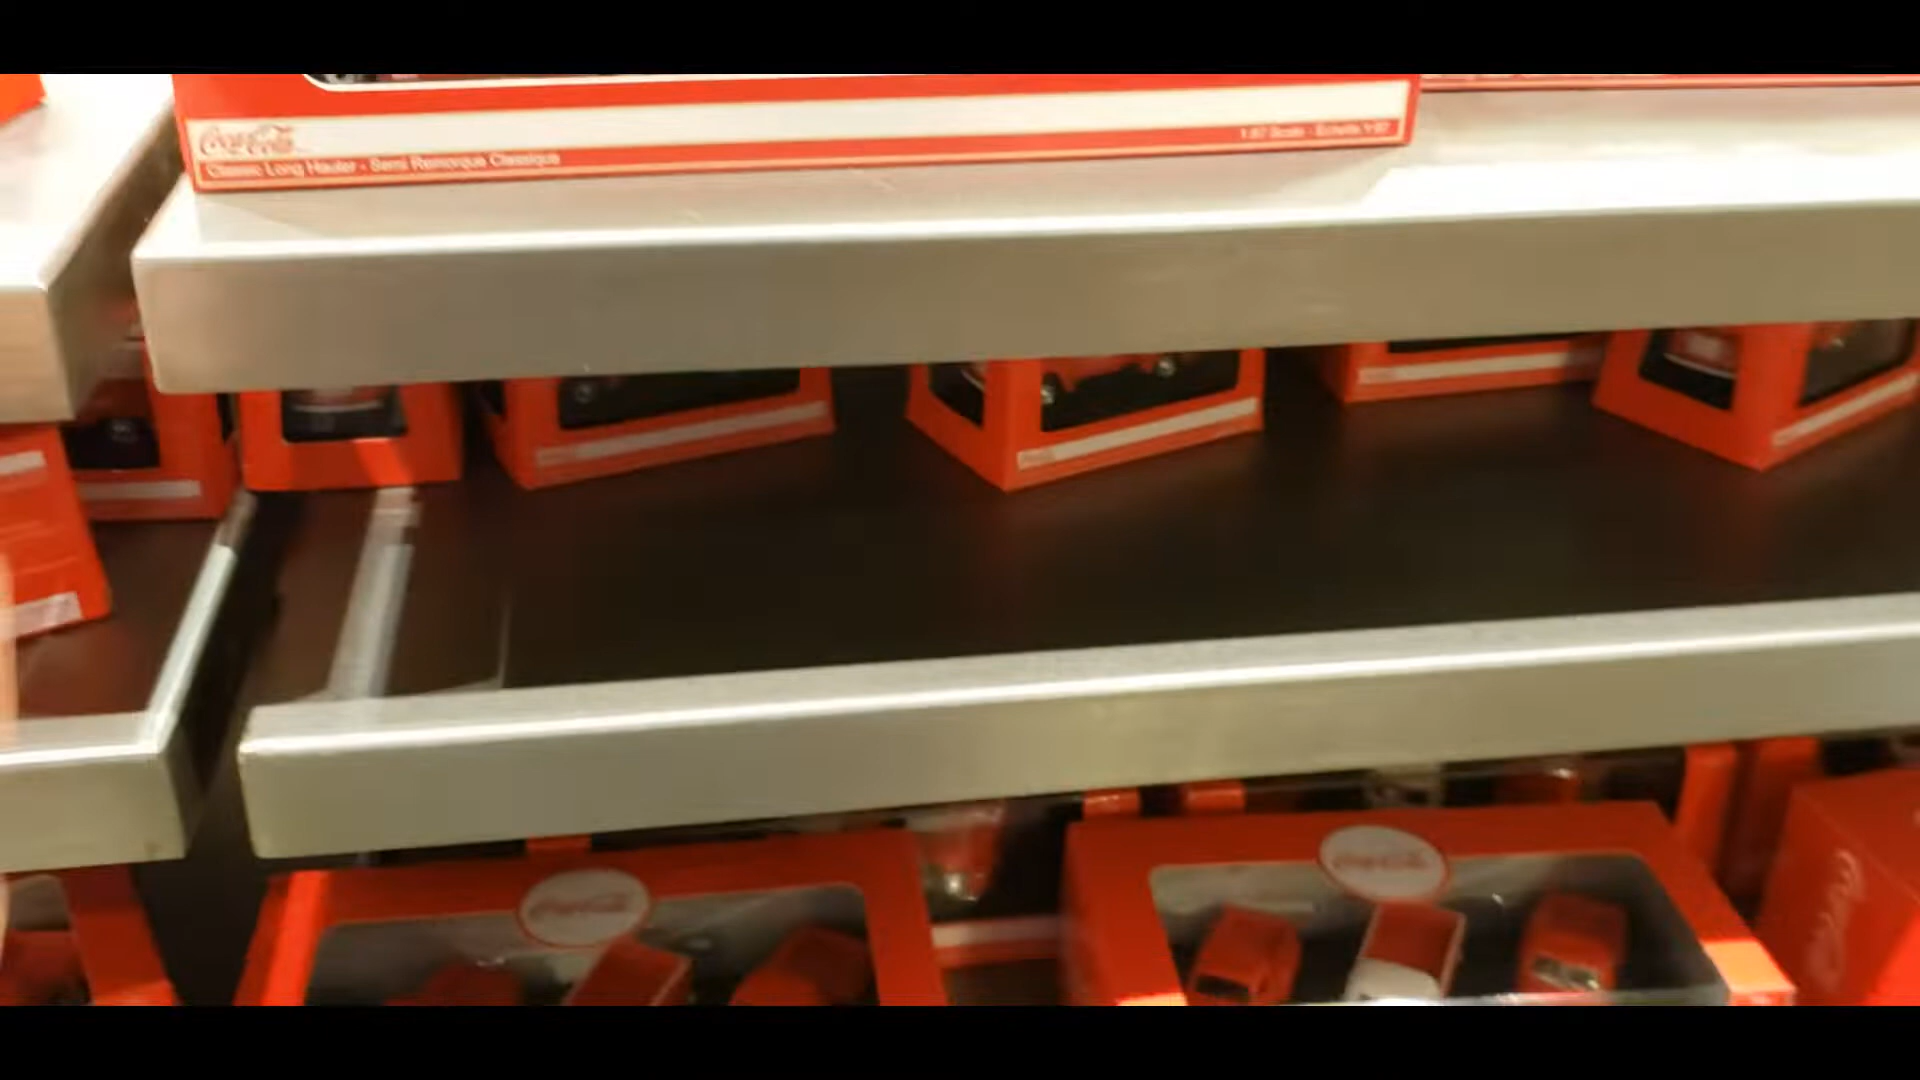 Coca-Cola
Classic Long Hauler - Semi Remorque Classique
1:87 Scale - Échelle 1:87
Coca-Cola
Coca-Cola